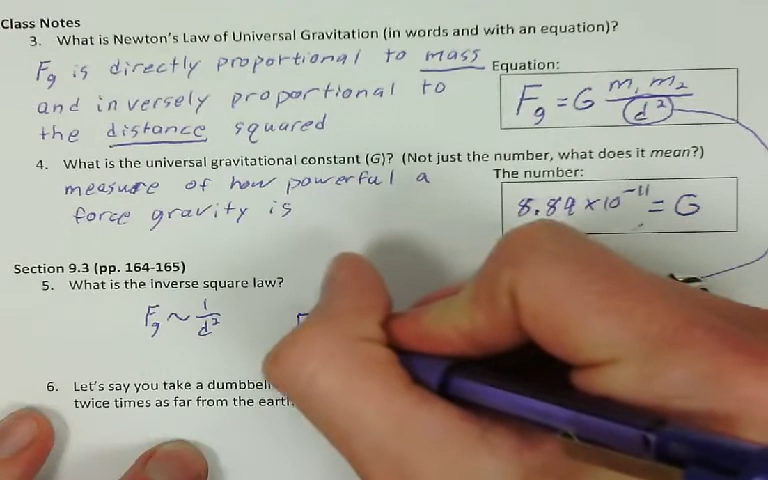 Class Notes
3. What is Newton's Law of Universal Gravitation (in words and with an equation)?
Fg is directly proportional to mass
and inversely proportional to
the distance squared
Equation:
Fg = G m1 m2 / d²
4. What is the universal gravitational constant (G)? (Not just the number, what does it mean?)
measure of how powerful a
force gravity is
The number:
8.89 × 10⁻¹¹ = G
Section 9.3 (pp. 164-165)
5. What is the inverse square law?
Fg ~ 1/d²
6. Let's say you take a dumbbell
twice times as far from the earth